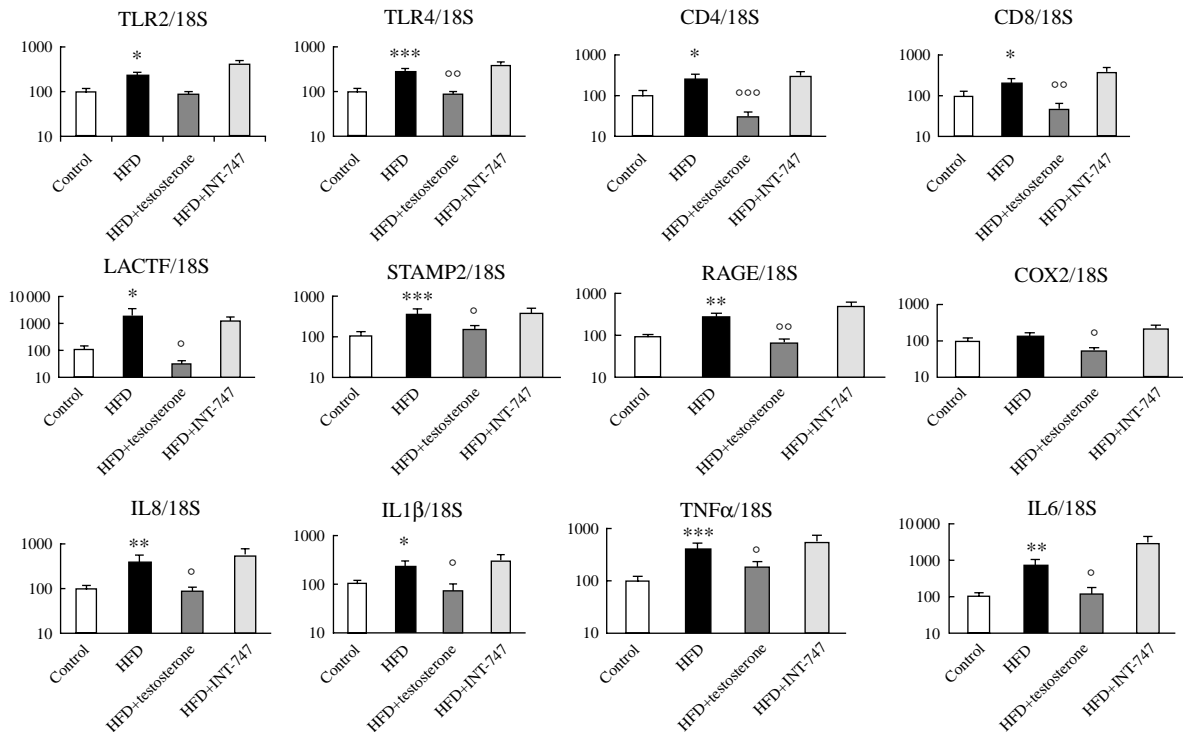 TLR2/18S
1000
100
10
*
Control
HFD
HFD+testosterone
HFD+INT-747
TLR4/18S
1000
100
10
***
°°
Control
HFD
HFD+testosterone
HFD+INT-747
CD4/18S
1000
100
10
*
°°°
Control
HFD
HFD+testosterone
HFD+INT-747
CD8/18S
1000
100
10
*
°°
Control
HFD
HFD+testosterone
HFD+INT-747
LACTF/18S
10 000
1000
100
10
*
°
Control
HFD
HFD+testosterone
HFD+INT-747
STAMP2/18S
1000
100
10
***
°
Control
HFD
HFD+testosterone
HFD+INT-747
RAGE/18S
1000
100
10
**
°°
Control
HFD
HFD+testosterone
HFD+INT-747
COX2/18S
1000
100
10
°
Control
HFD
HFD+testosterone
HFD+INT-747
IL8/18S
1000
100
10
**
°
Control
HFD
HFD+testosterone
HFD+INT-747
IL1β/18S
1000
100
10
*
°
Control
HFD
HFD+testosterone
HFD+INT-747
TNFα/18S
1000
100
10
***
°
Control
HFD
HFD+testosterone
HFD+INT-747
IL6/18S
10 000
1000
100
10
**
°
Control
HFD
HFD+testosterone
HFD+INT-747